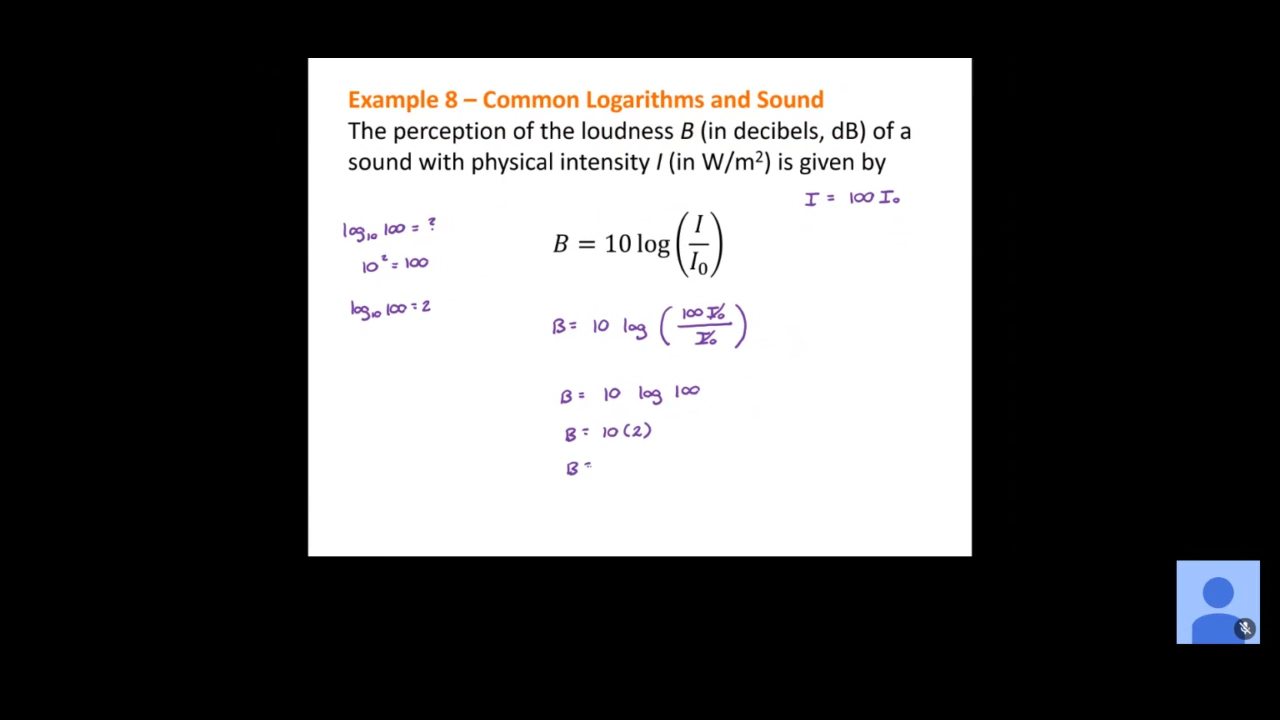 Example 8 – Common Logarithms and Sound
The perception of the loudness B (in decibels, dB) of a
sound with physical intensity I (in W/m²) is given by
I = 100 I₀
log₁₀ 100 = ?
10² = 100
log₁₀ 100 = 2
B = 10 log(I/I₀)
B = 10 log (100 I₀/I₀)
B = 10 log 100
B = 10(2)
B =